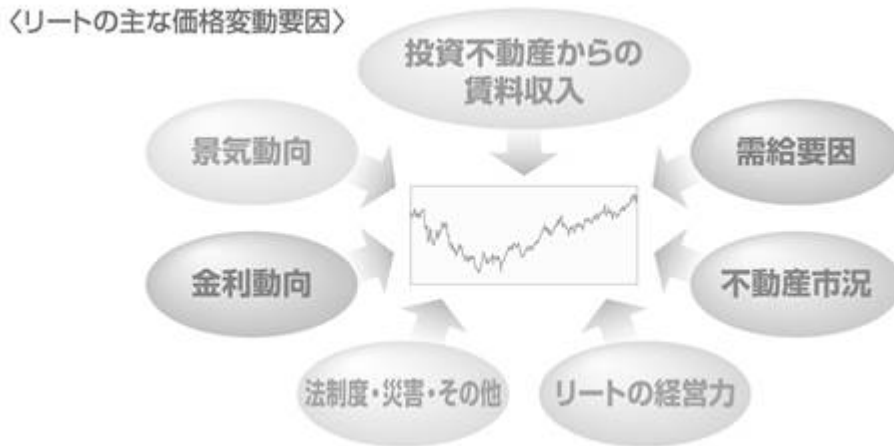 〈リートの主な価格変動要因〉
投資不動産からの
賃料収入
景気動向
需給要因
金利動向
不動産市況
法制度・災害・その他
リートの経営力